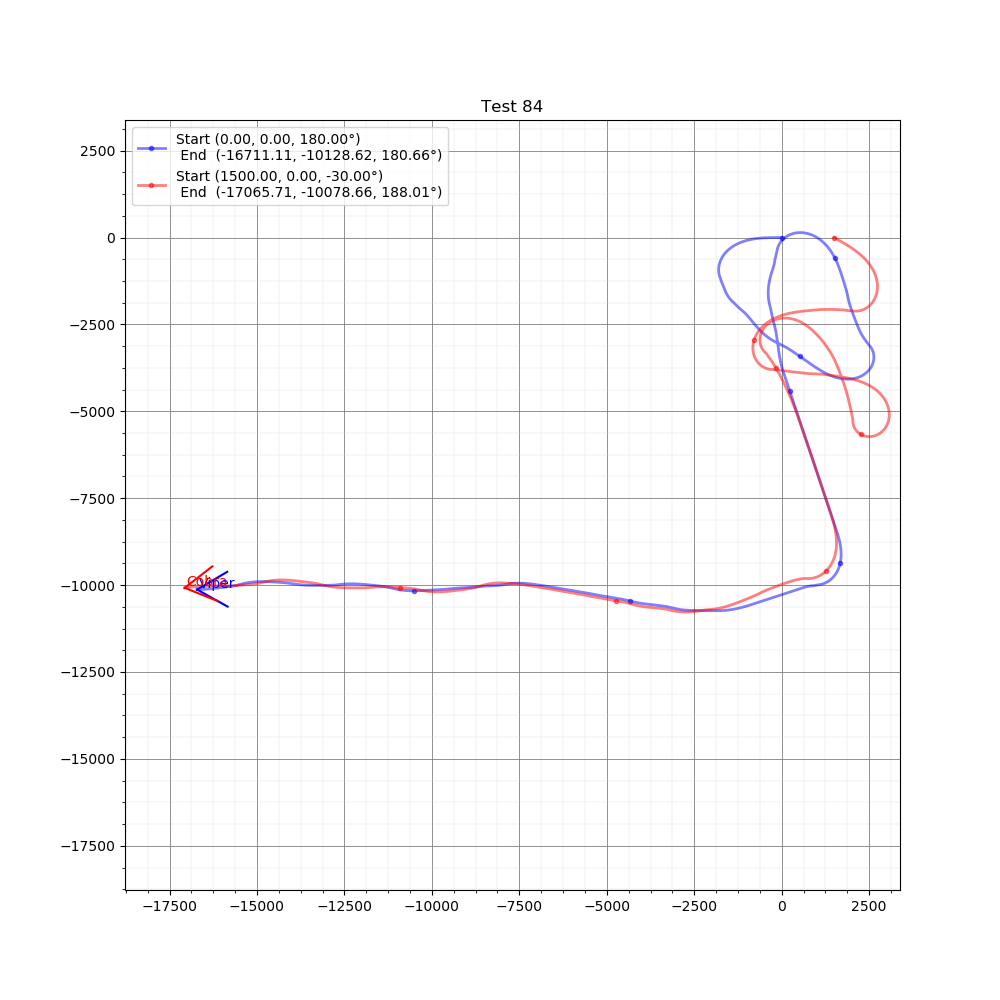 Test 84
Start (0.00, 0.00, 180.00°)
End (-16711.11, -10128.62, 180.66°)
Start (1500.00, 0.00, -30.00°)
End (-17065.71, -10078.66, 188.01°)
2500
0
−2500
−5000
−7500
−10000
−12500
−15000
−17500
−17500 −15000 −12500 −10000 −7500 −5000 −2500 0 2500